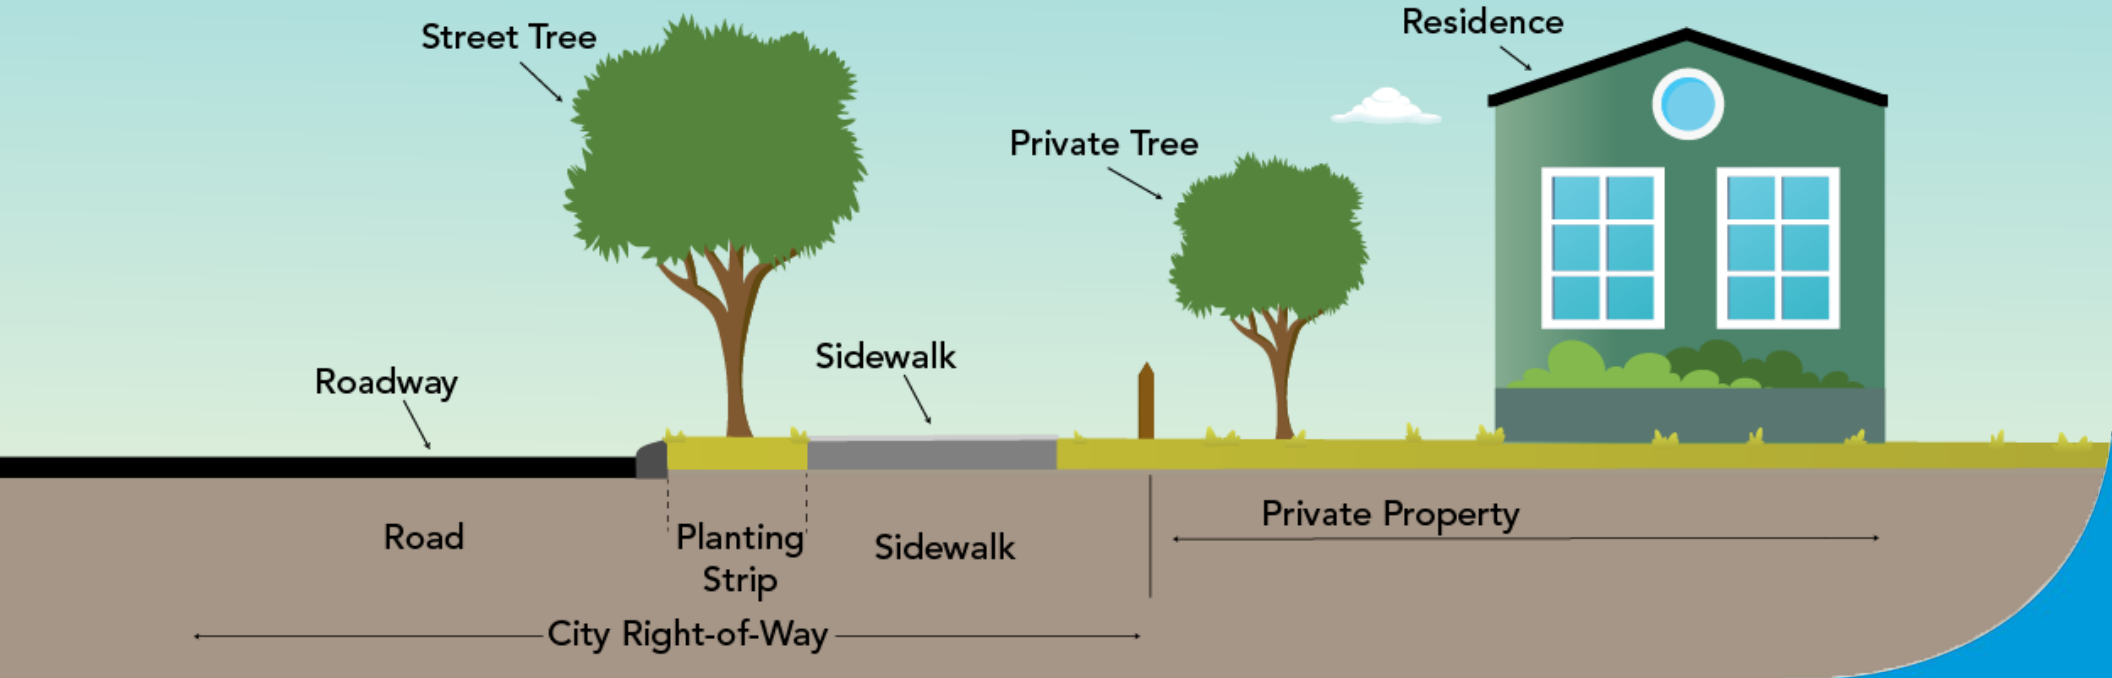 Residence
Street Tree
Private Tree
Sidewalk
Roadway
Private Property
Road
Planting
Strip
Sidewalk
City Right-of-Way